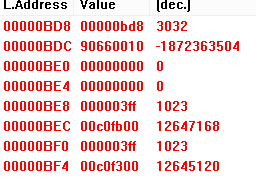 L.Address Value (dec.)
00000BD8 00000bd8 3032
00000BDC 90660010 -1872363504
00000BE0 00000000 0
00000BE4 00000000 0
00000BE8 000003ff 1023
00000BEC 00c0fb00 12647168
00000BF0 000003ff 1023
00000BF4 00c0f300 12645120